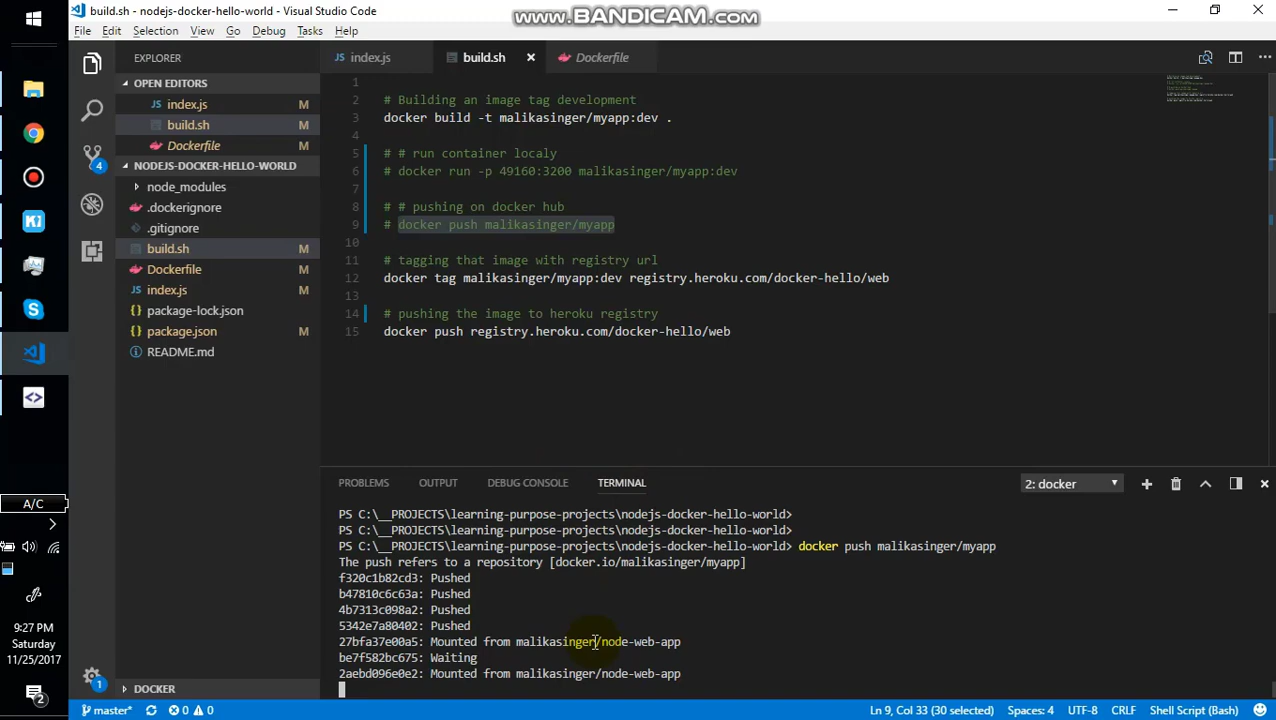 build.sh - nodejs-docker-hello-world - Visual Studio Code
www.BANDICAM.com
File Edit Selection View Go Debug Tasks Help
EXPLORER
OPEN EDITORS
index.js M
build.sh M
Dockerfile M
NODEJS-DOCKER-HELLO-WORLD
node_modules
.dockerignore
.gitignore
build.sh M
Dockerfile M
index.js M
package-lock.json
package.json M
README.md
DOCKER
4
1
JS index.js
build.sh
Dockerfile
1
2 # Building an image tag development
3 docker build -t malikasinger/myapp:dev .
4
5 # # run container localy
6 # docker run -p 49160:3200 malikasinger/myapp:dev
7
8 # # pushing on docker hub
9 # docker push malikasinger/myapp
10
11 # tagging that image with registry url
12 docker tag malikasinger/myapp:dev registry.heroku.com/docker-hello/web
13
14 # pushing the image to heroku registry
15 docker push registry.heroku.com/docker-hello/web
PROBLEMS OUTPUT DEBUG CONSOLE TERMINAL 2: docker
PS C:\__PROJECTS\learning-purpose-projects\nodejs-docker-hello-world>
PS C:\__PROJECTS\learning-purpose-projects\nodejs-docker-hello-world>
PS C:\__PROJECTS\learning-purpose-projects\nodejs-docker-hello-world> docker push malikasinger/myapp
The push refers to a repository [docker.io/malikasinger/myapp]
f320c1b82cd3: Pushed
b47810c6c63a: Pushed
4b7313c098a2: Pushed
5342e7a80402: Pushed
27bfa37e00a5: Mounted from malikasinger/node-web-app
be7f582bc675: Waiting
2aebd096e0e2: Mounted from malikasinger/node-web-app
A/C
9:27 PM
Saturday
11/25/2017
2
master* 0 0 Ln 9, Col 33 (30 selected) Spaces: 4 UTF-8 CRLF Shell Script (Bash)